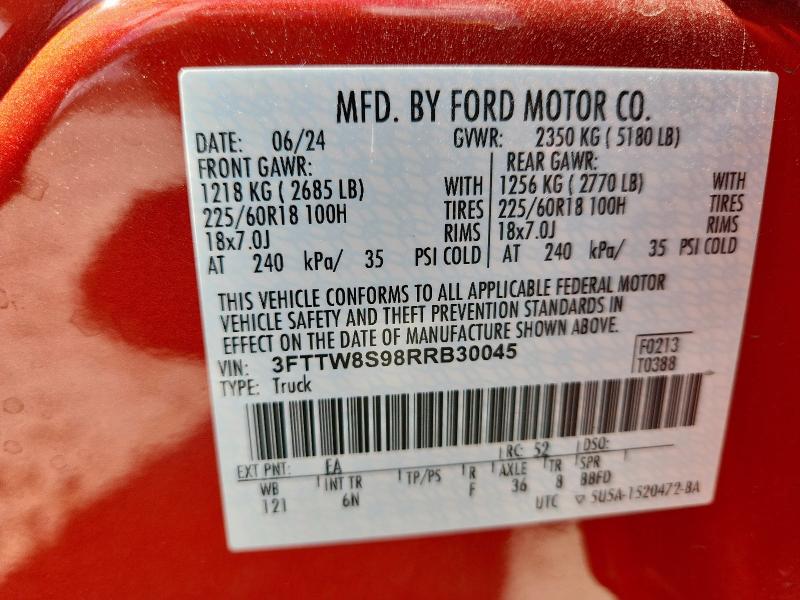 MFD. BY FORD MOTOR CO.
DATE: 06/24 GVWR: 2350 KG ( 5180 LB)
FRONT GAWR: REAR GAWR:
1218 KG ( 2685 LB) WITH 1256 KG ( 2770 LB) WITH
225/60R18 100H TIRES 225/60R18 100H TIRES
18x7.0J RIMS 18x7.0J RIMS
AT 240 kPa/ 35 PSI COLD AT 240 kPa/ 35 PSI COLD
THIS VEHICLE CONFORMS TO ALL APPLICABLE FEDERAL MOTOR
VEHICLE SAFETY AND THEFT PREVENTION STANDARDS IN
EFFECT ON THE DATE OF MANUFACTURE SHOWN ABOVE.
VIN: 3FTTW8S98RRB30045 F0213
TYPE: Truck T0388
RC: 52 DSO:
EXT PNT: EA
WB INT TR TP/PS R AXLE TR SPR
121 6N F 36 8 BBFD
UTC 5U5A-1520472-BA